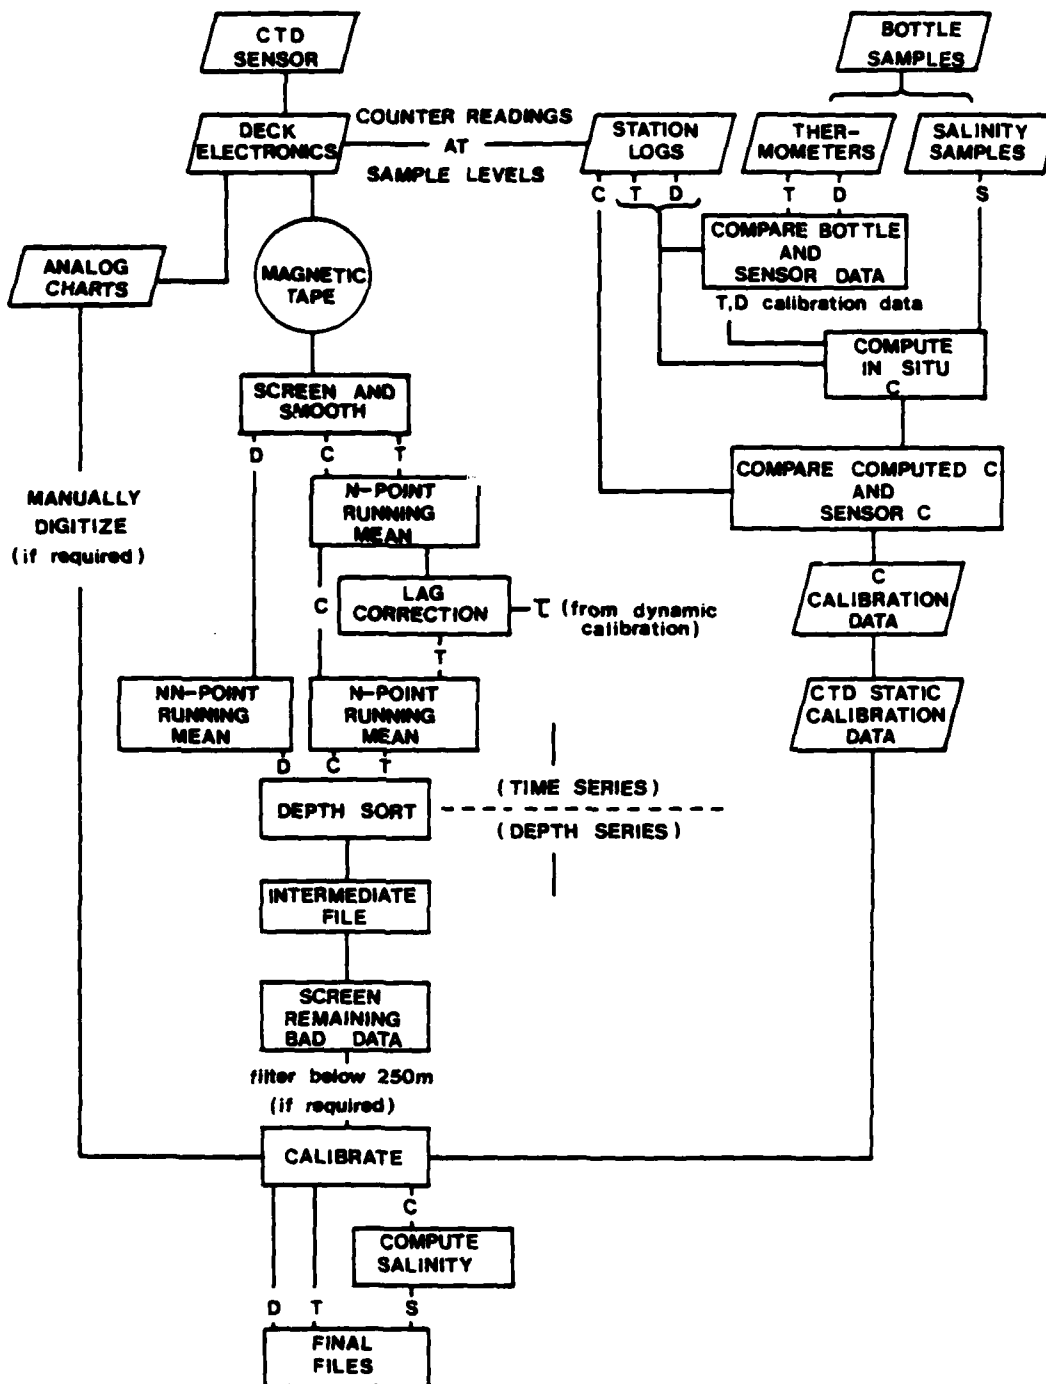 CTD
SENSOR
BOTTLE
SAMPLES
DECK
ELECTRONICS
COUNTER READINGS
AT
SAMPLE LEVELS
STATION
LOGS
THER-
MOMETERS
SALINITY
SAMPLES
C T D
T D
S
ANALOG
CHARTS
MAGNETIC
TAPE
COMPARE BOTTLE
AND
SENSOR DATA
T,D calibration data
COMPUTE
IN SITU
C
SCREEN AND
SMOOTH
D C T
COMPARE COMPUTED C
AND
SENSOR C
MANUALLY
DIGITIZE
(if required)
N-POINT
RUNNING
MEAN
C
LAG
CORRECTION
τ (from dynamic
calibration)
T
C
CALIBRATION
DATA
NN-POINT
RUNNING
MEAN
N-POINT
RUNNING
MEAN
CTD STATIC
CALIBRATION
DATA
D C T
DEPTH SORT
(TIME SERIES)
(DEPTH SERIES)
INTERMEDIATE
FILE
SCREEN
REMAINING
BAD DATA
filter below 250m
(if required)
CALIBRATE
C
COMPUTE
SALINITY
D T S
FINAL
FILES